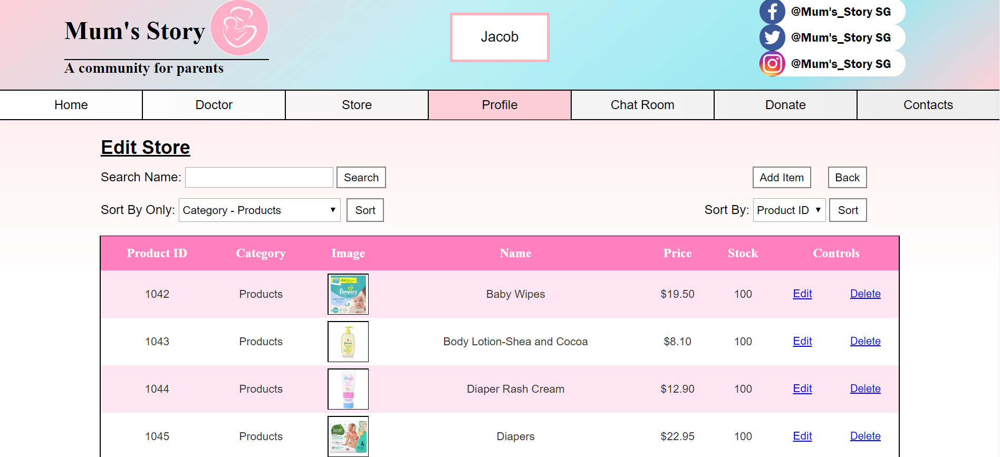 Mum's Story
A community for parents
Jacob
@Mum's_Story SG
@Mum's_Story SG
@Mum's_Story SG
Home Doctor Store Profile Chat Room Donate Contacts
Edit Store
Search Name: Search Add Item Back
Sort By Only: Category - Products Sort Sort By: Product ID Sort
Product ID Category Image Name Price Stock Controls
1042 Products Pampers Baby Wipes $19.50 100 Edit Delete
1043 Products Body Lotion-Shea and Cocoa $8.10 100 Edit Delete
1044 Products Diaper Rash Cream $12.90 100 Edit Delete
1045 Products 4 Diapers $22.95 100 Edit Delete